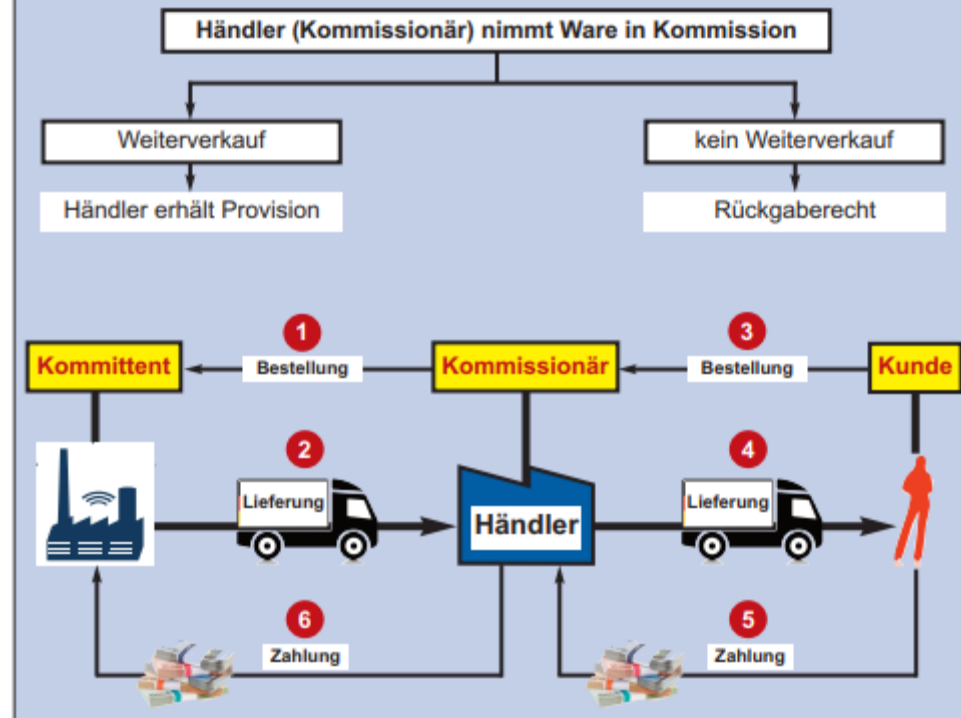 Händler (Kommissionär) nimmt Ware in Kommission
Weiterverkauf
kein Weiterverkauf
Händler erhält Provision
Rückgaberecht
1
3
Kommittent
Bestellung
Kommissionär
Bestellung
Kunde
2
4
Lieferung
Händler
Lieferung
6
5
Zahlung
Zahlung